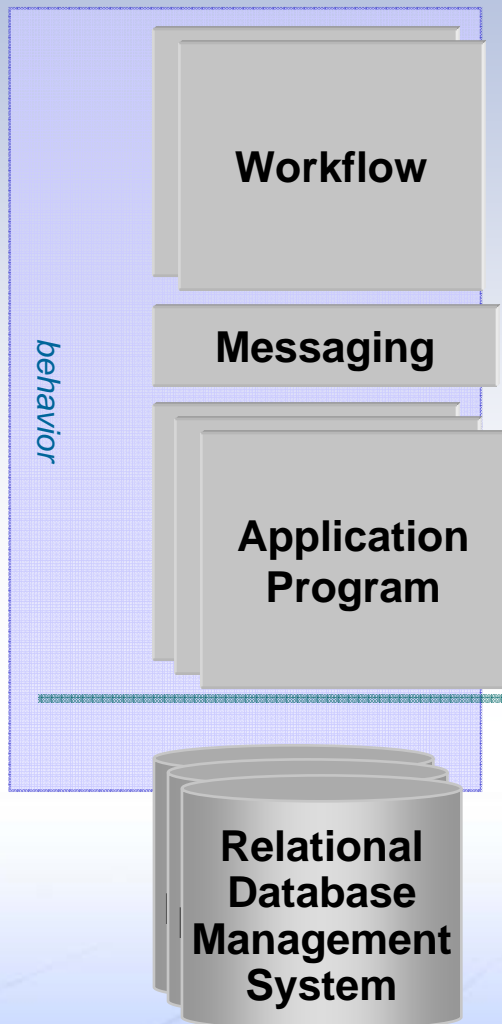 Workflow
Messaging
behavior
Application
Program
Relational
Database
Management
System